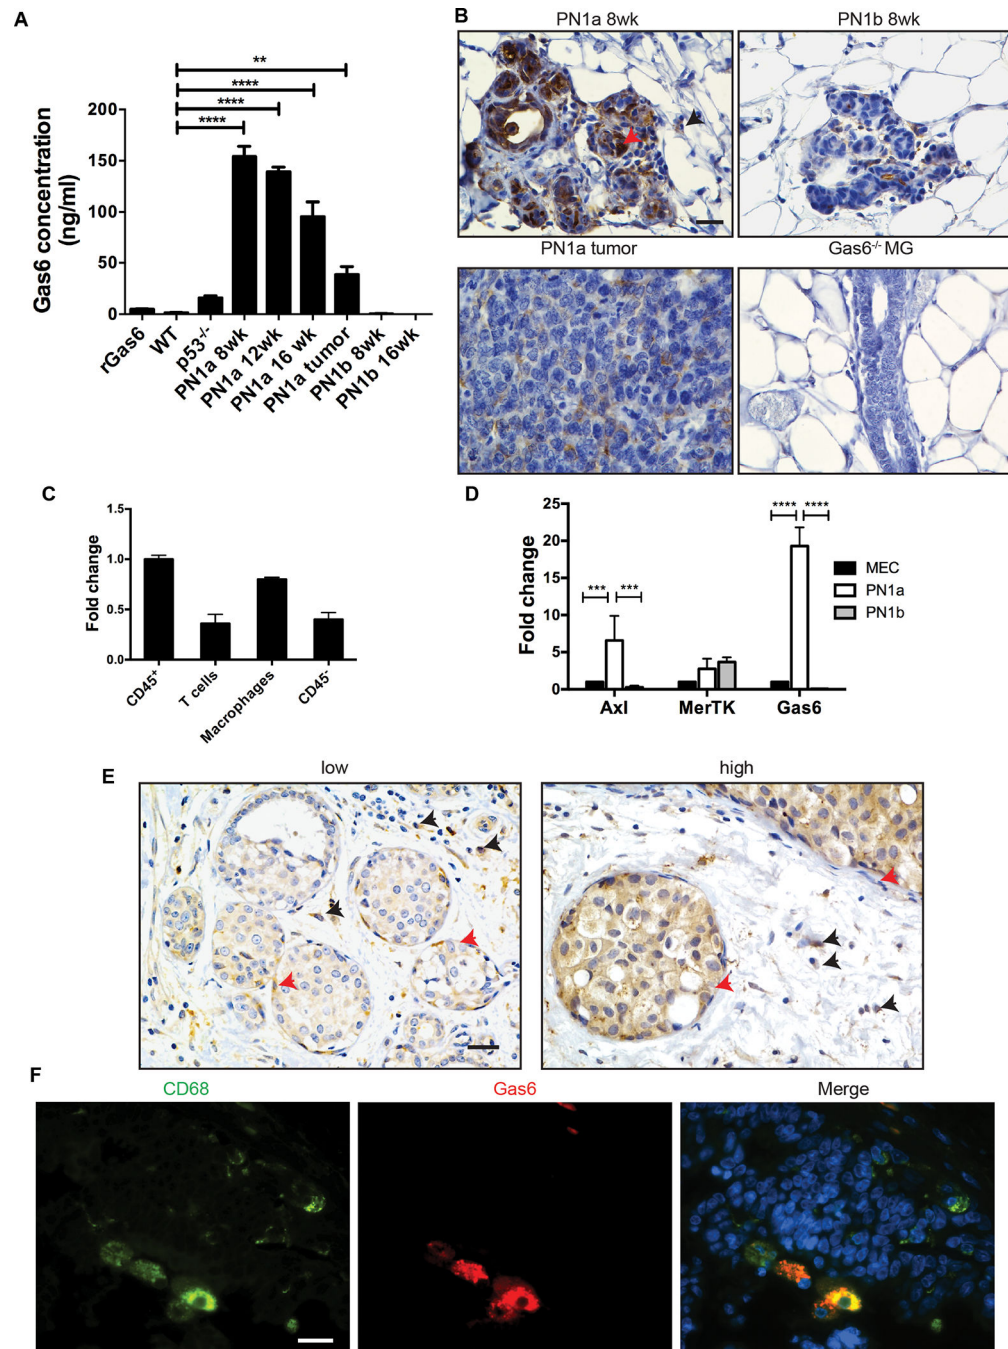 A
**
****
****
****
200
150
100
50
0
Gas6 concentration
(ng/ml)
rGas6
WT
p53-/-
PN1a 8wk
PN1a 12wk
PN1a 16 wk
PN1a tumor
PN1b 8wk
PN1b 16wk
B
PN1a 8wk
PN1b 8wk
PN1a tumor
Gas6-/- MG
C
1.5
1.0
0.5
0.0
Fold change
CD45+
T cells
Macrophages
CD45-
D
25
20
15
10
5
0
Fold change
*** ***
**** ****
Axl
MerTK
Gas6
MEC
PN1a
PN1b
E
low
high
F
CD68
Gas6
Merge